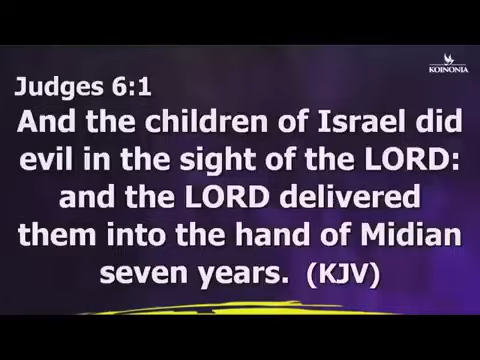 KOINONIA
Judges 6:1
And the children of Israel did
evil in the sight of the LORD:
and the LORD delivered
them into the hand of Midian
seven years. (KJV)